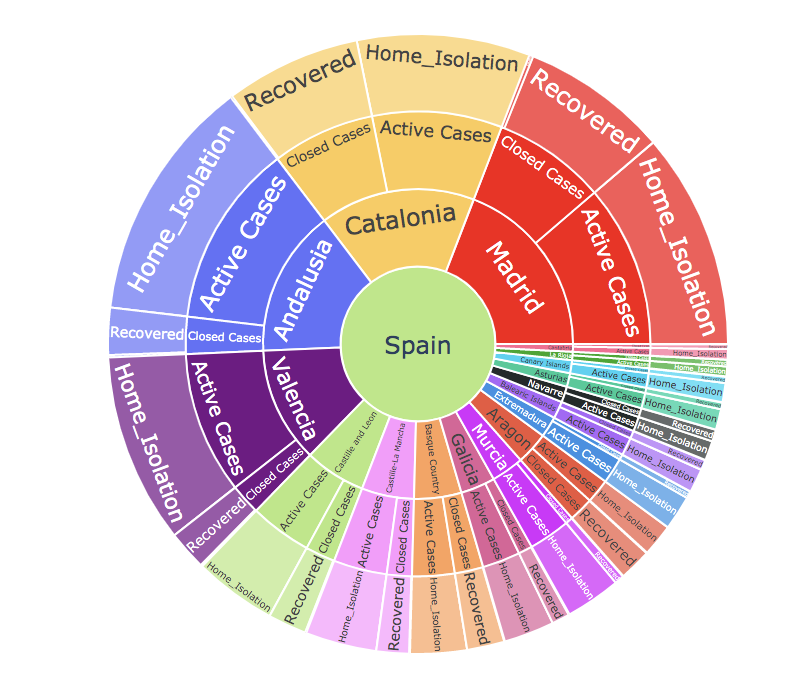 Spain
Madrid
Closed Cases
Recovered
Active Cases
Home_Isolation
Catalonia
Active Cases
Home_Isolation
Closed Cases
Recovered
Andalusia
Active Cases
Home_Isolation
Closed Cases
Recovered
Valencia
Active Cases
Home_Isolation
Closed Cases
Recovered
Castille and Leon
Active Cases
Home_Isolation
Closed Cases
Recovered
Castille-La Mancha
Active Cases
Home_Isolation
Closed Cases
Recovered
Basque Country
Active Cases
Home_Isolation
Closed Cases
Recovered
Galicia
Active Cases
Home_Isolation
Closed Cases
Recovered
Murcia
Active Cases
Home_Isolation
Recovered
Aragon
Closed Cases
Recovered
Active Cases
Home_Isolation
Extremadura
Active Cases
Home_Isolation
Balearic Islands
Active Cases
Home_Isolation
Recovered
Navarre
Active Cases
Home_Isolation
Closed Cases
Recovered
Asturias
Active Cases
Home_Isolation
Recovered
Canary Islands
Active Cases
Home_Isolation
La Rioja
Active Cases
Home_Isolation
Recovered
Cantabria
Active Cases
Home_Isolation